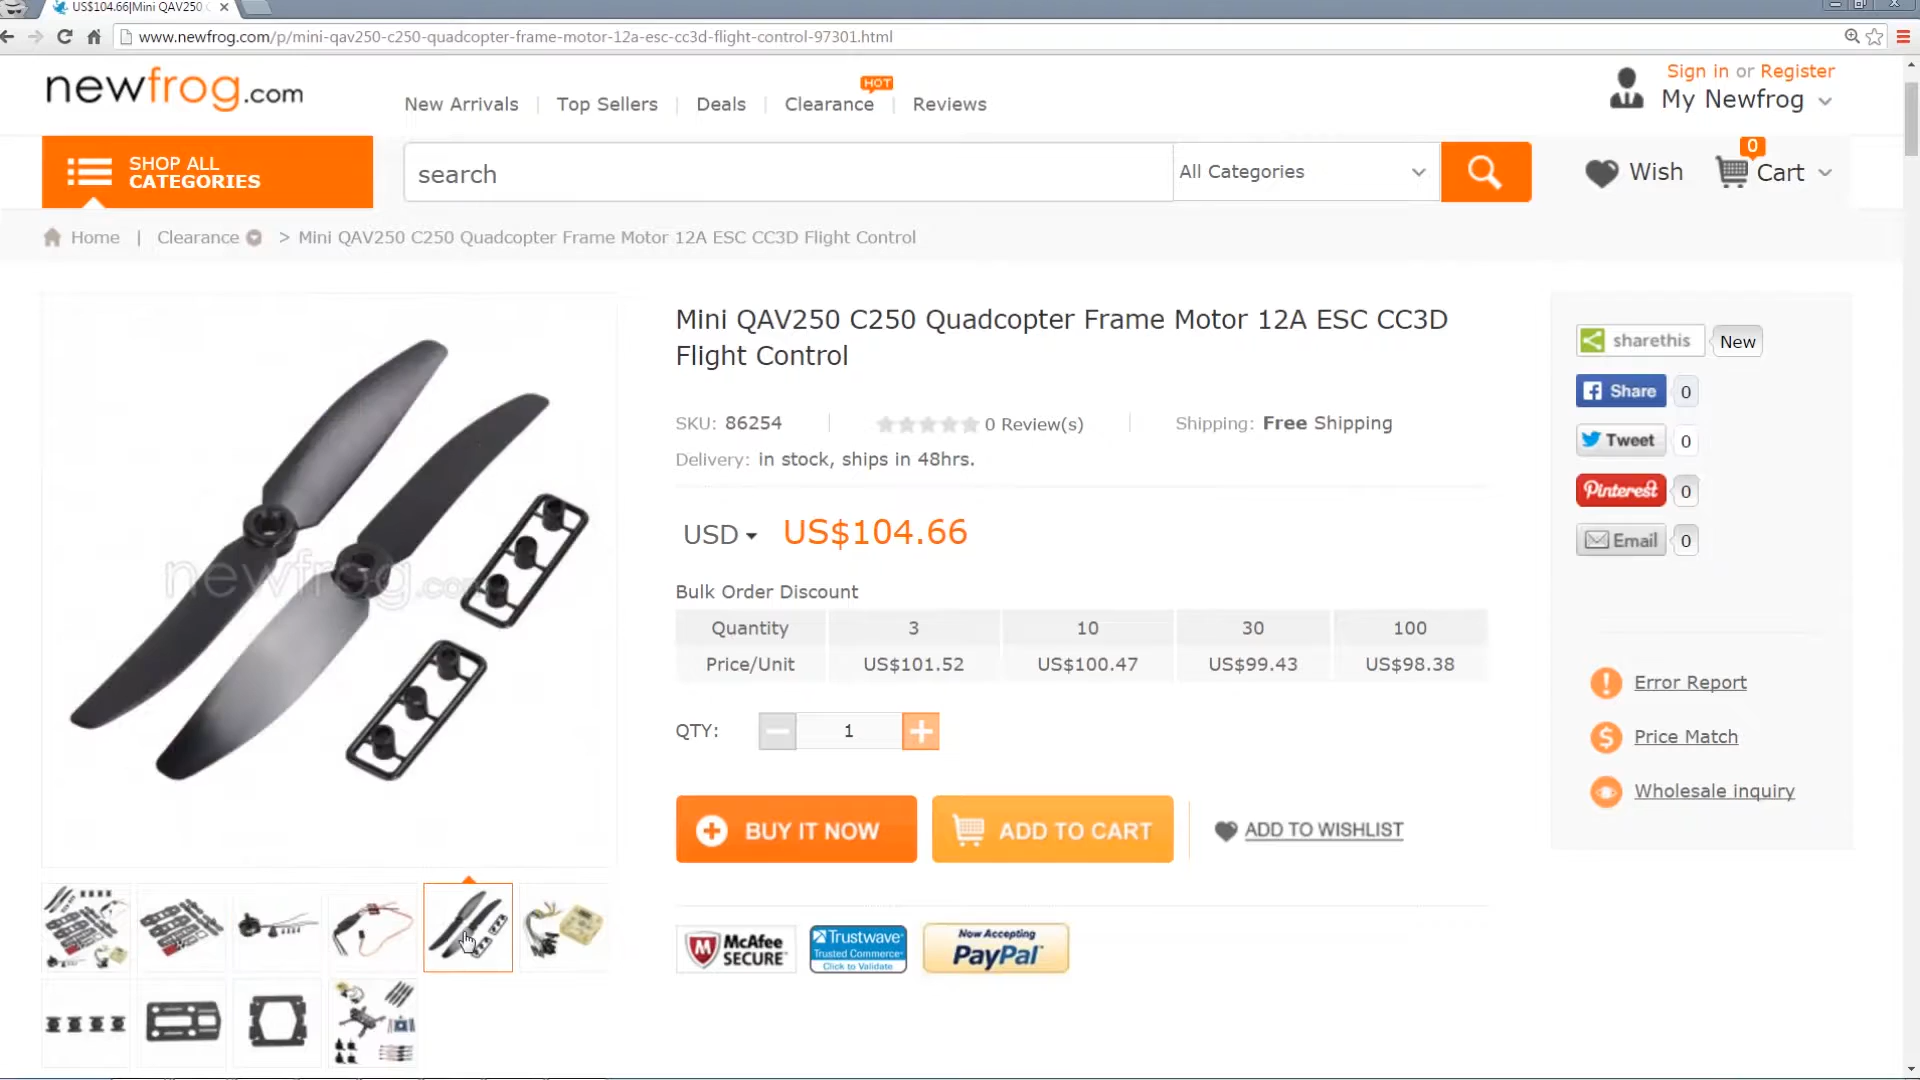 US$104.66|Mini QAV250 C
www.newfrog.com/p/mini-qav250-c250-quadcopter-frame-motor-12a-esc-cc3d-flight-control-97301.html
newfrog.com
New Arrivals
Top Sellers
Deals
Clearance
HOT
Reviews
Sign in or Register
My Newfrog
SHOP ALL
CATEGORIES
search
All Categories
Wish
0
Cart
Home | Clearance > Mini QAV250 C250 Quadcopter Frame Motor 12A ESC CC3D Flight Control
newfrog.com
Mini QAV250 C250 Quadcopter Frame Motor 12A ESC CC3D
Flight Control
SKU: 86254
0 Review(s)
Shipping: Free Shipping
Delivery: in stock, ships in 48hrs.
USD US$104.66
Bulk Order Discount
Quantity 3 10 30 100
Price/Unit US$101.52 US$100.47 US$99.43 US$98.38
QTY: 1
BUY IT NOW
ADD TO CART
ADD TO WISHLIST
McAfee
SECURE
Trustwave
Trusted Commerce
Click to Validate
Now Accepting
PayPal
sharethis New
Share 0
Tweet 0
Pinterest 0
Email 0
Error Report
Price Match
Wholesale inquiry